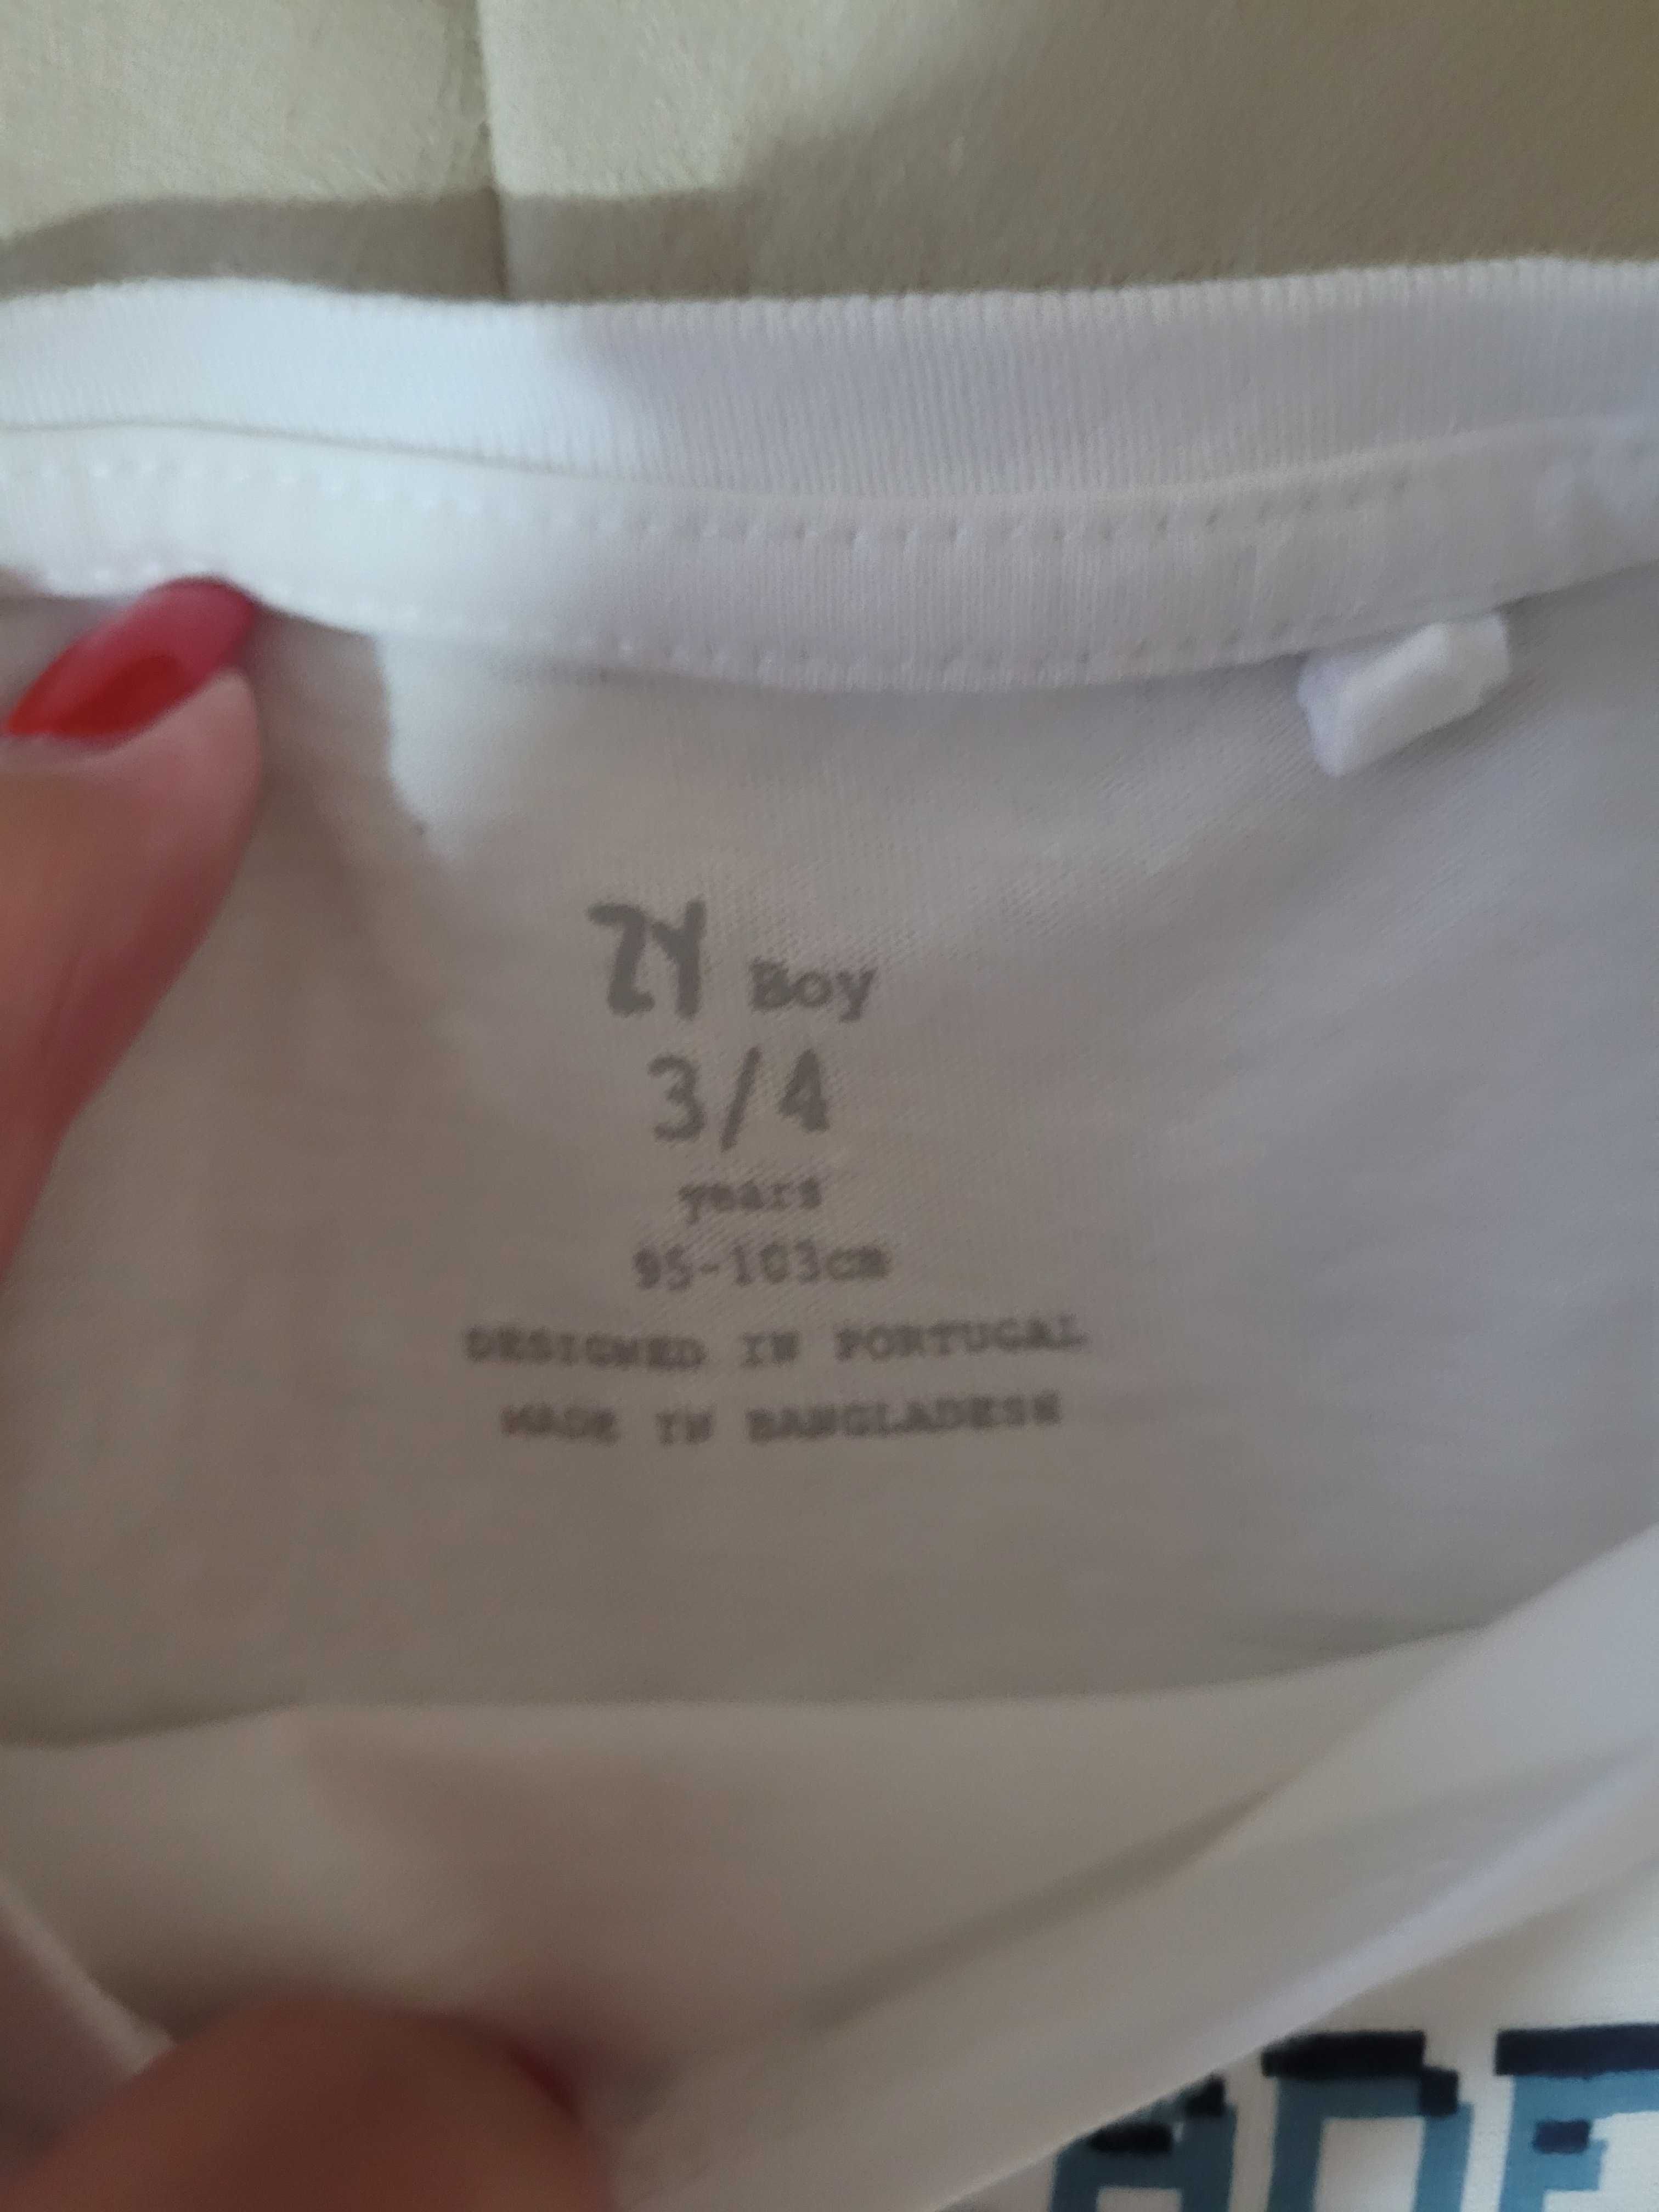 ZY Boy
3/4
years
95-103cm
DESIGNED IN PORTUGAL
MADE IN BANGLADESH